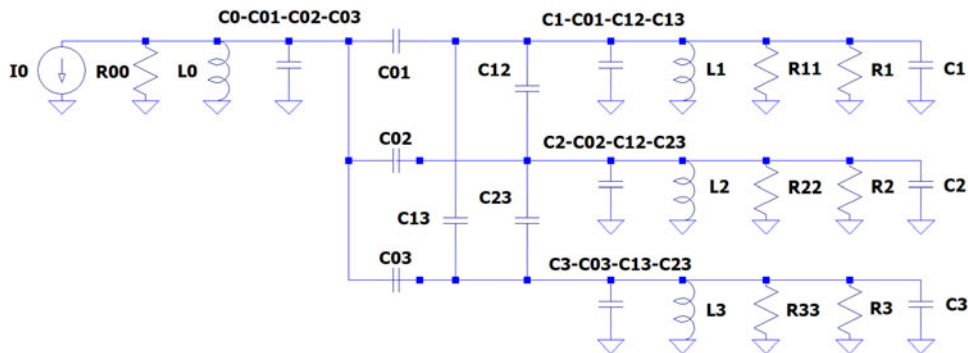 C0-C01-C02-C03
C1-C01-C12-C13
I0
R00
L0
C01
C12
L1
R11
R1
C1
C02
C2-C02-C12-C23
C13
C23
L2
R22
R2
C2
C03
C3-C03-C13-C23
L3
R33
R3
C3